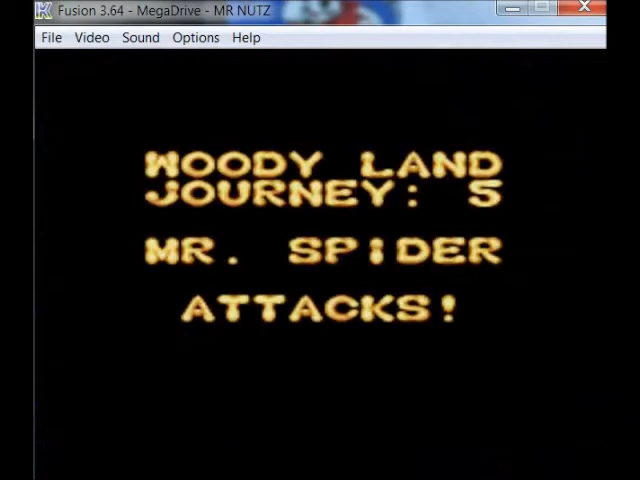 Fusion 3.64 - MegaDrive - MR NUTZ
File Video Sound Options Help
WOODY LAND
JOURNEY: 5
MR. SPIDER
ATTACKS!